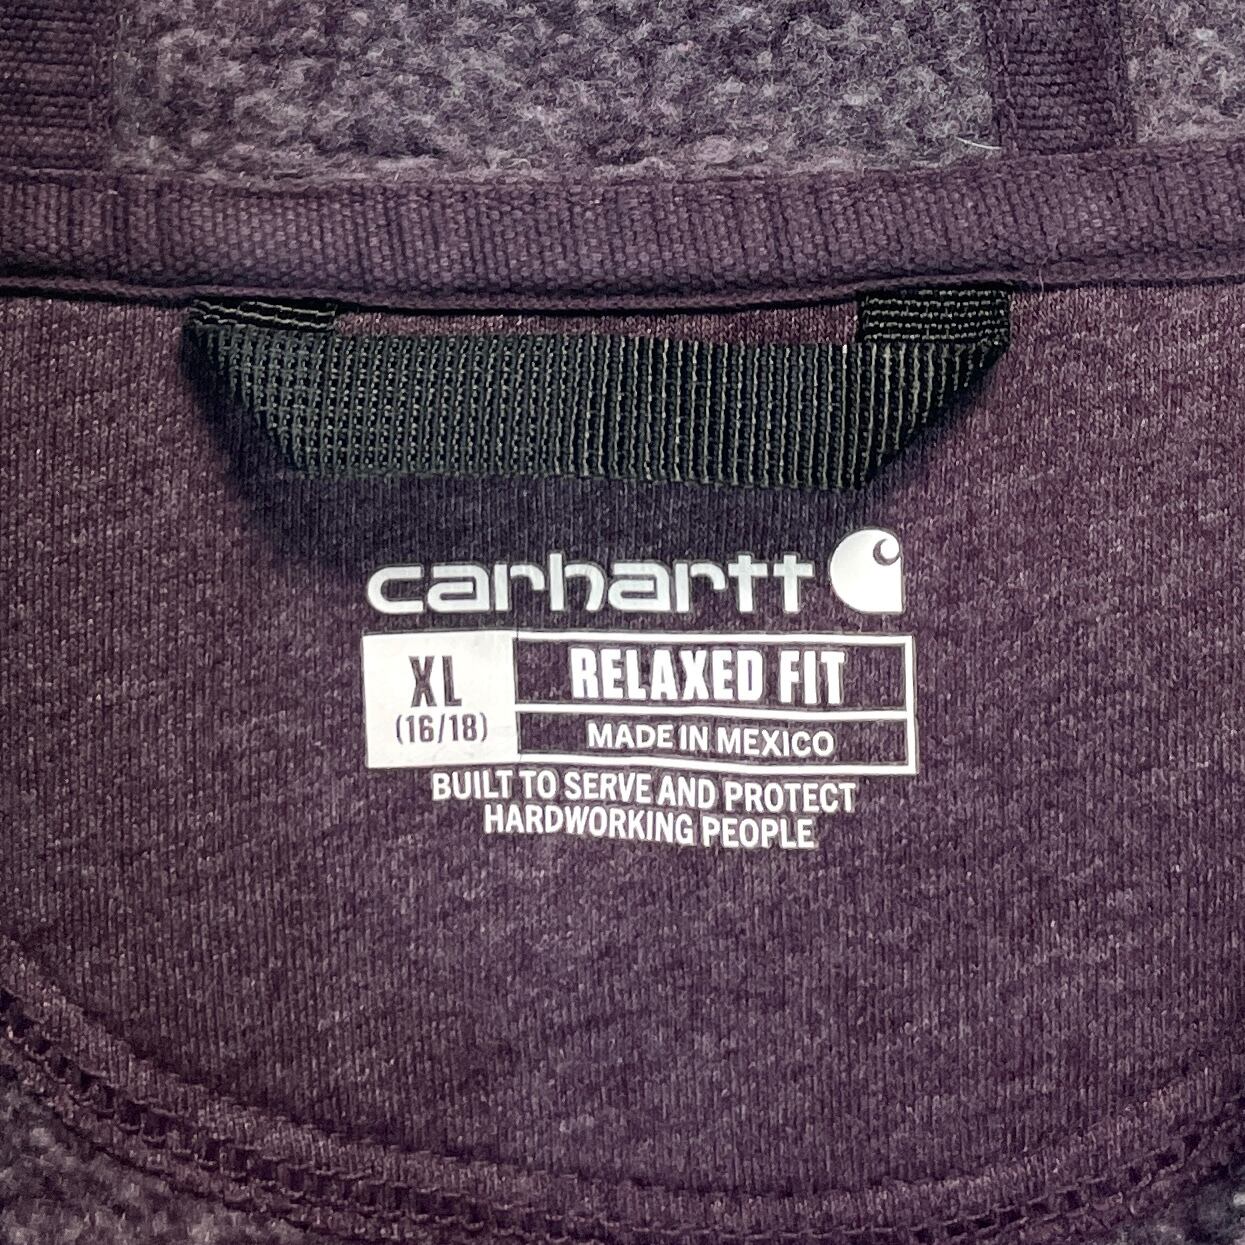 carhartt
XL
(16/18)
RELAXED FIT
MADE IN MEXICO
BUILT TO SERVE AND PROTECT
HARDWORKING PEOPLE